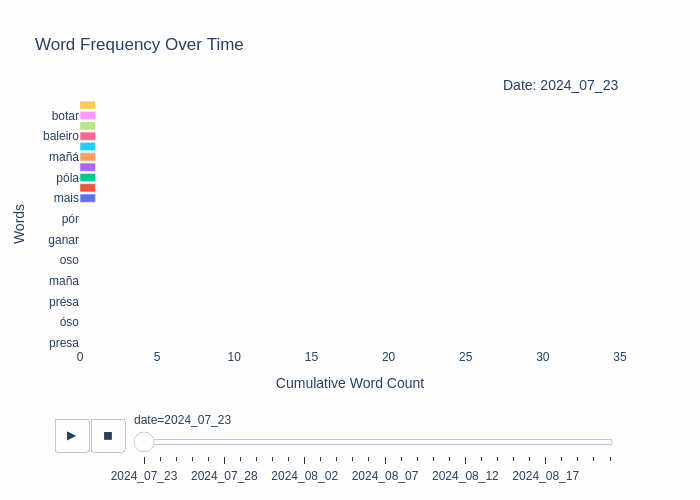 Word Frequency Over Time
Date: 2024_07_23
Words
botar
baleiro
mañá
póla
mais
pór
ganar
oso
maña
présa
óso
presa
0 5 10 15 20 25 30 35
Cumulative Word Count
date=2024_07_23
2024_07_23 2024_07_28 2024_08_02 2024_08_07 2024_08_12 2024_08_17